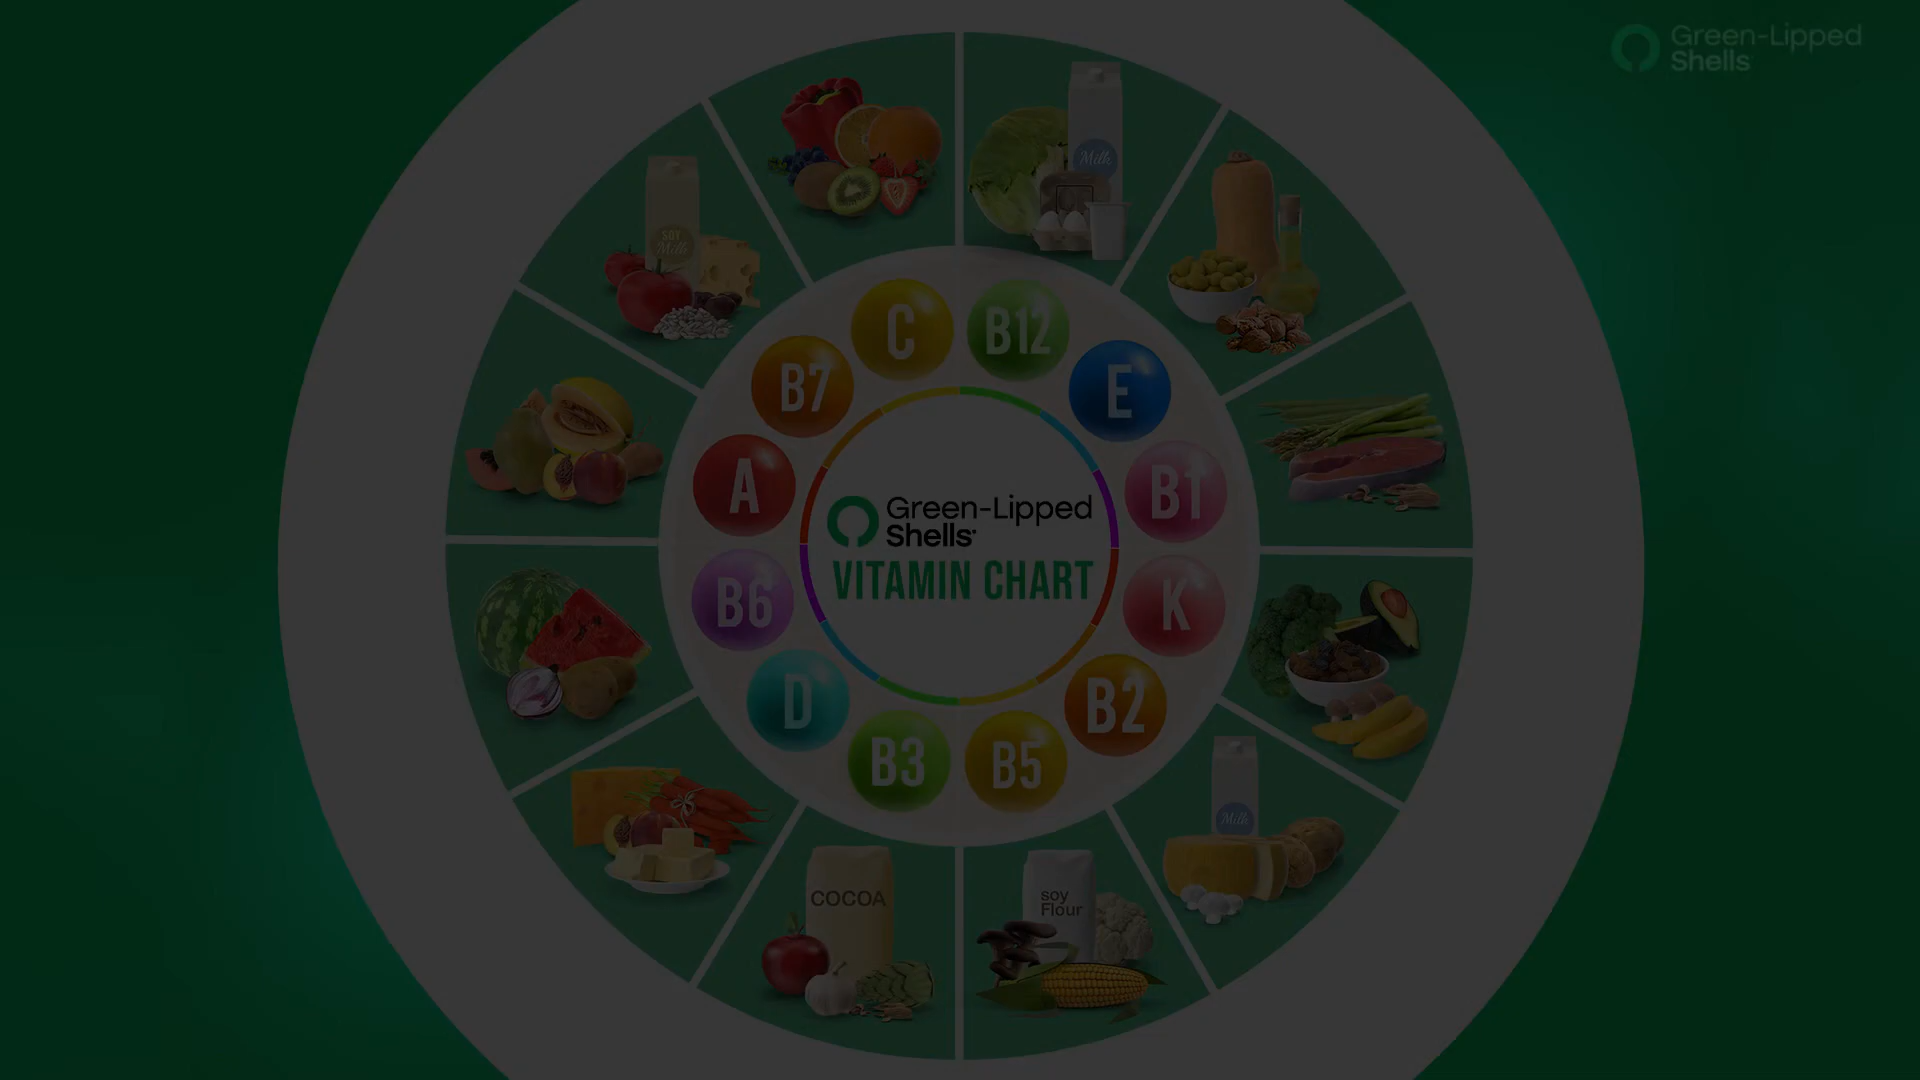 Green-Lipped
Shells
Milk
SOY
Milk
C
B12
B7
E
A
B1
Green-Lipped
Shells
VITAMIN CHART
B6
K
D
B2
B3
B5
Milk
COCOA
soy
Flour